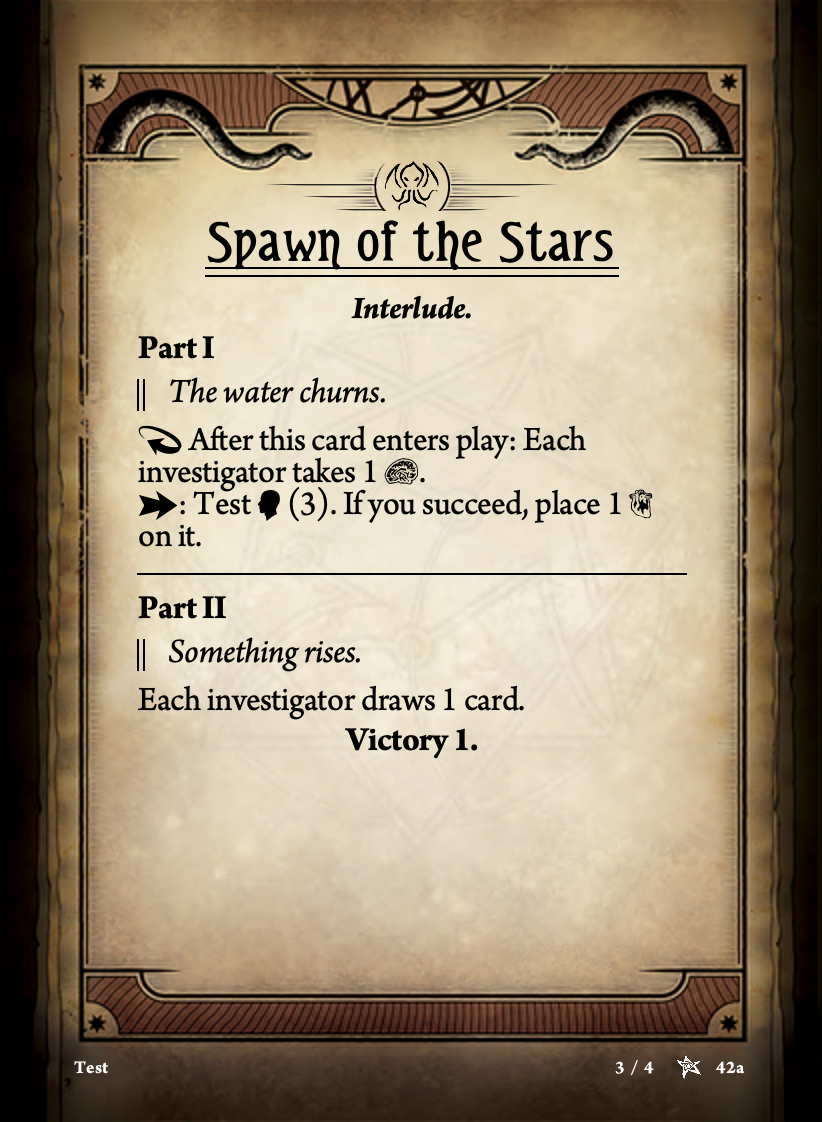 Spawn of the Stars
Interlude.
Part I
The water churns.
After this card enters play: Each
investigator takes 1 .
: Test (3). If you succeed, place 1
on it.
Part II
Something rises.
Each investigator draws 1 card.
Victory 1.
Test
3 / 4 42a